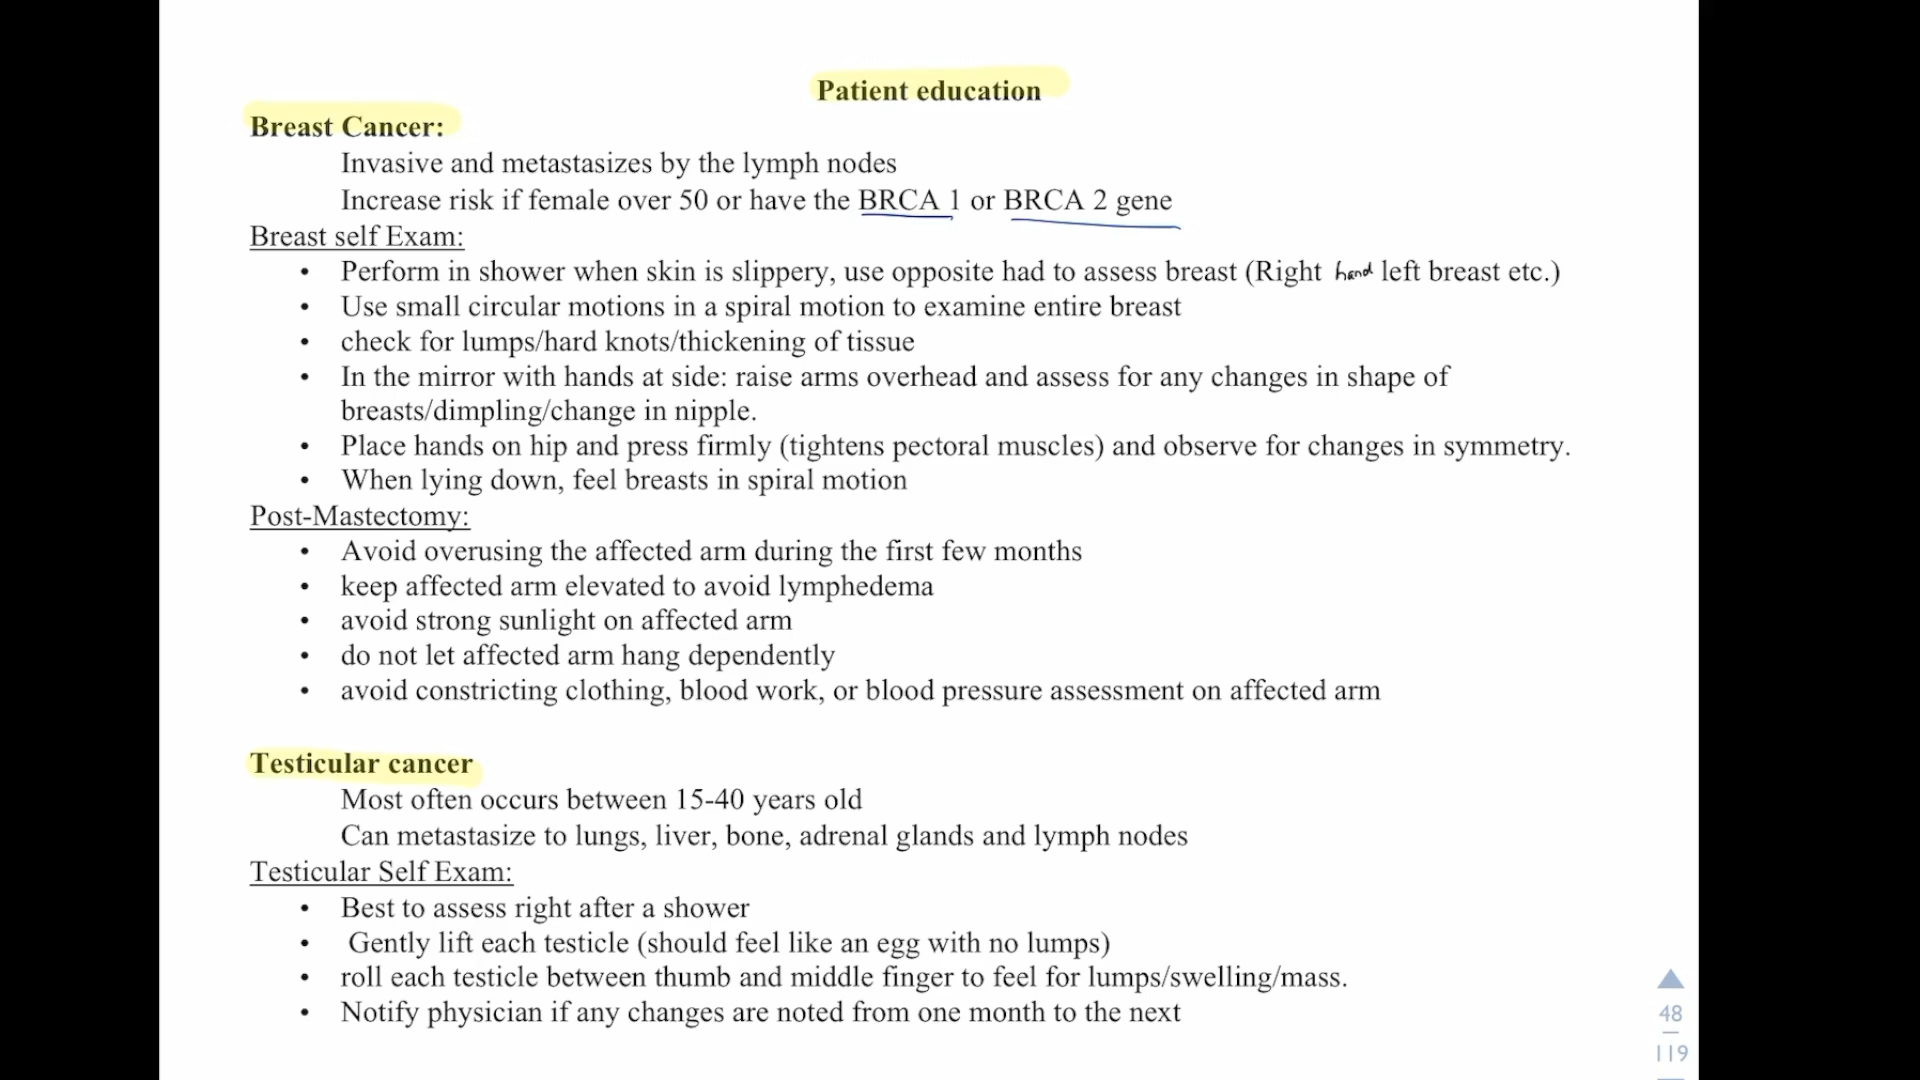 Patient education
Breast Cancer:
Invasive and metastasizes by the lymph nodes
Increase risk if female over 50 or have the BRCA 1 or BRCA 2 gene
Breast self Exam:
• Perform in shower when skin is slippery, use opposite had to assess breast (Right hand left breast etc.)
• Use small circular motions in a spiral motion to examine entire breast
• check for lumps/hard knots/thickening of tissue
• In the mirror with hands at side: raise arms overhead and assess for any changes in shape of
breasts/dimpling/change in nipple.
• Place hands on hip and press firmly (tightens pectoral muscles) and observe for changes in symmetry.
• When lying down, feel breasts in spiral motion
Post-Mastectomy:
• Avoid overusing the affected arm during the first few months
• keep affected arm elevated to avoid lymphedema
• avoid strong sunlight on affected arm
• do not let affected arm hang dependently
• avoid constricting clothing, blood work, or blood pressure assessment on affected arm
Testicular cancer
Most often occurs between 15-40 years old
Can metastasize to lungs, liver, bone, adrenal glands and lymph nodes
Testicular Self Exam:
• Best to assess right after a shower
• Gently lift each testicle (should feel like an egg with no lumps)
• roll each testicle between thumb and middle finger to feel for lumps/swelling/mass.
• Notify physician if any changes are noted from one month to the next
48
119